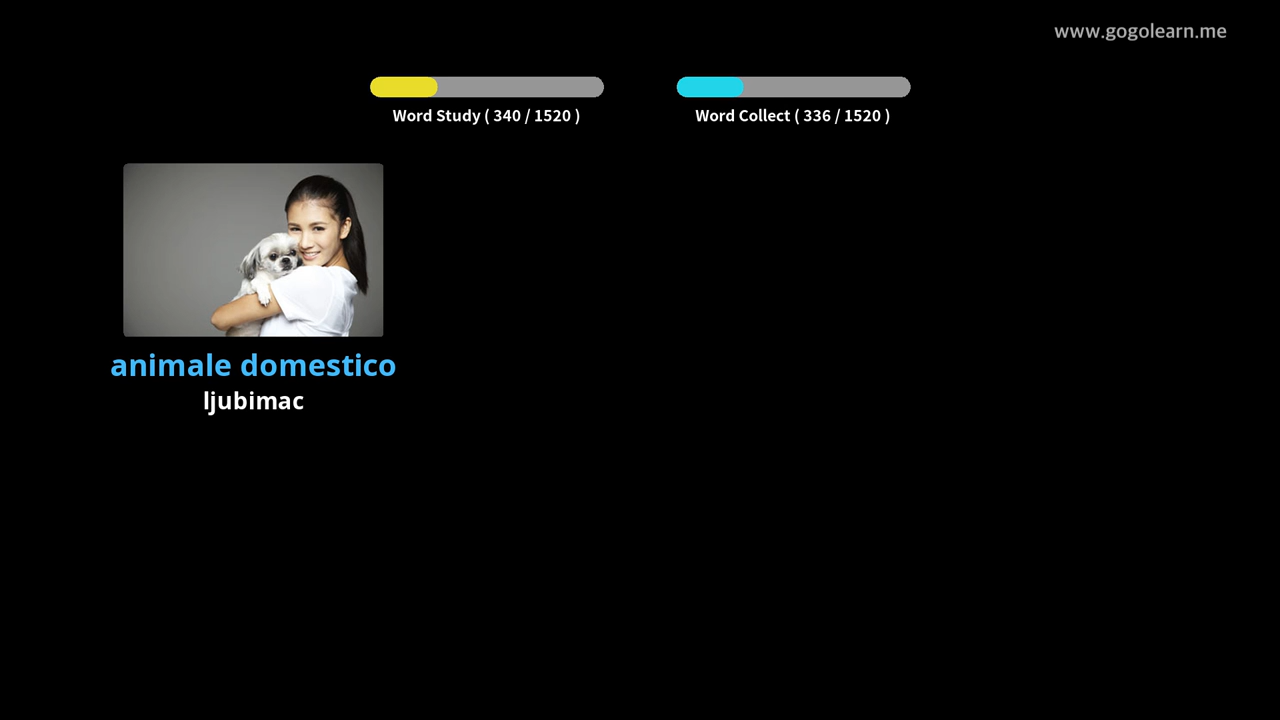 www.gogolearn.me
Word Study ( 340 / 1520 )
Word Collect ( 336 / 1520 )
animale domestico
ljubimac